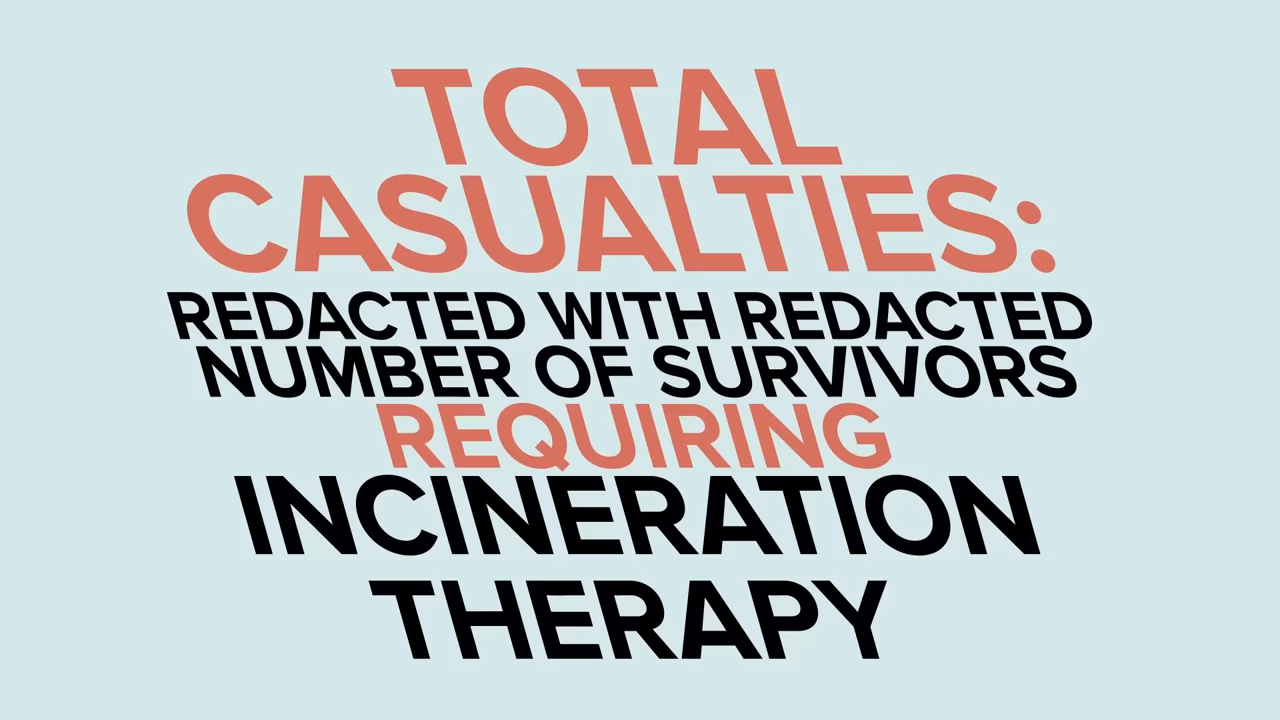 TOTAL
CASUALTIES:
REDACTED WITH REDACTED
NUMBER OF SURVIVORS
REQUIRING
INCINERATION
THERAPY